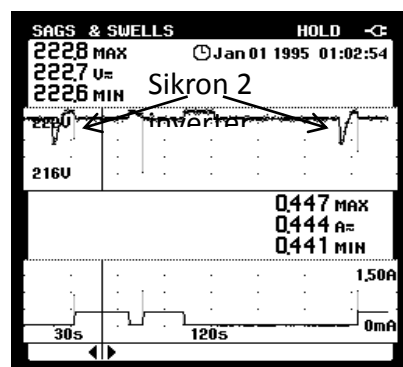 SAGS & SWELLS HOLD
222.8 MAX Jan 01 1995 01:02:54
222.7 V≂
222.6 MIN
Sikron 2
inverter
222V
216V
0.447 MAX
0.444 A≂
0.441 MIN
1.50A
0mA
30s 120s